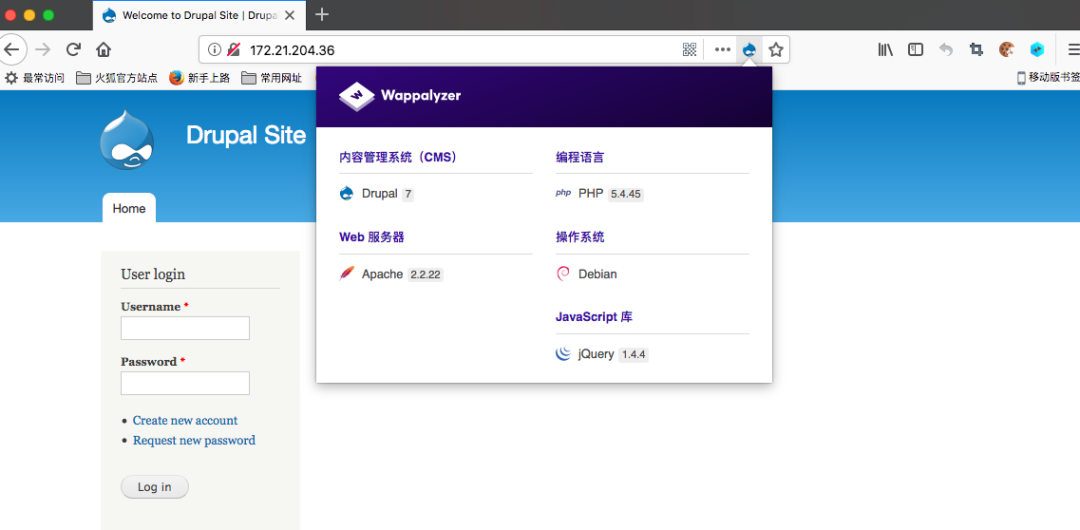 Welcome to Drupal Site | Drupa
172.21.204.36
最常访问 火狐官方站点 新手上路 常用网址 移动版书签
Wappalyzer
Drupal Site
内容管理系统（CMS） 编程语言
Drupal 7 php PHP 5.4.45
Home
Web 服务器 操作系统
Apache 2.2.22 Debian
User login
Username *
JavaScript 库
jQuery 1.4.4
Password *
Create new account
Request new password
Log in